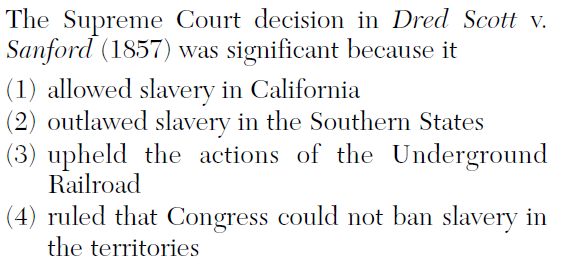 The Supreme Court decision in Dred Scott v.
Sanford (1857) was significant because it
(1) allowed slavery in California
(2) outlawed slavery in the Southern States
(3) upheld the actions of the Underground
Railroad
(4) ruled that Congress could not ban slavery in
the territories